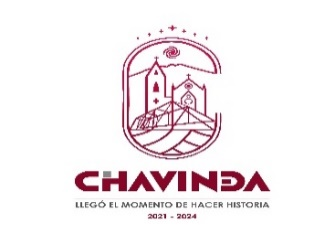 CHAVINDA
LLEGÓ EL MOMENTO DE HACER HISTORIA
2021 - 2024